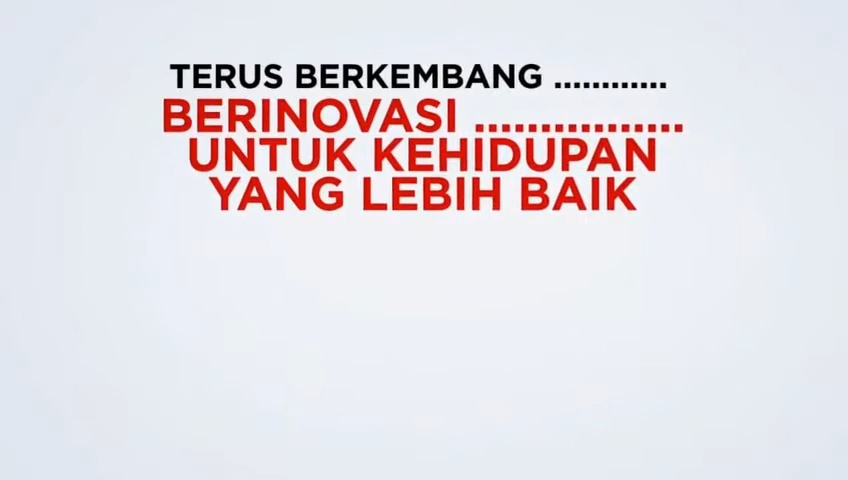 TERUS BERKEMBANG ............
BERINOVASI ................
UNTUK KEHIDUPAN
YANG LEBIH BAIK